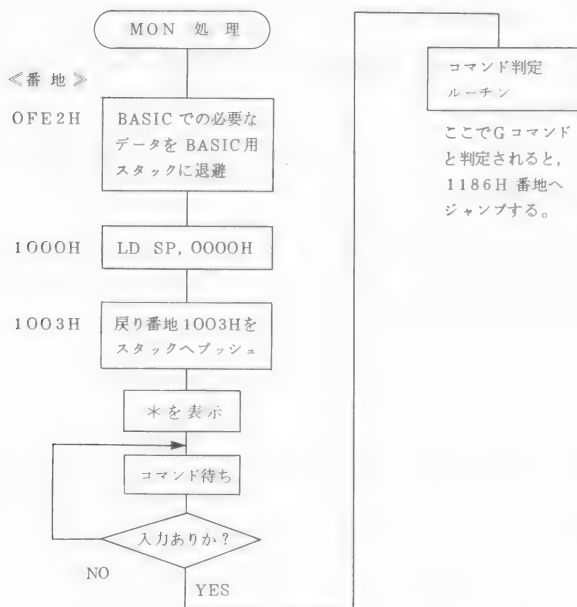 MON 処 理
≪番 地 ≫
0FE2H
BASIC での必要な
データを BASIC用
スタックに退避
1000H
LD SP, 0000H
1003H
戻り番地1003Hを
スタックへプッシュ
＊を表示
コマンド待ち
入力ありか？
NO
YES
コマンド判定
ルーチン
ここでGコマンド
と判定されると,
1186H 番地へ
ジャンプする。